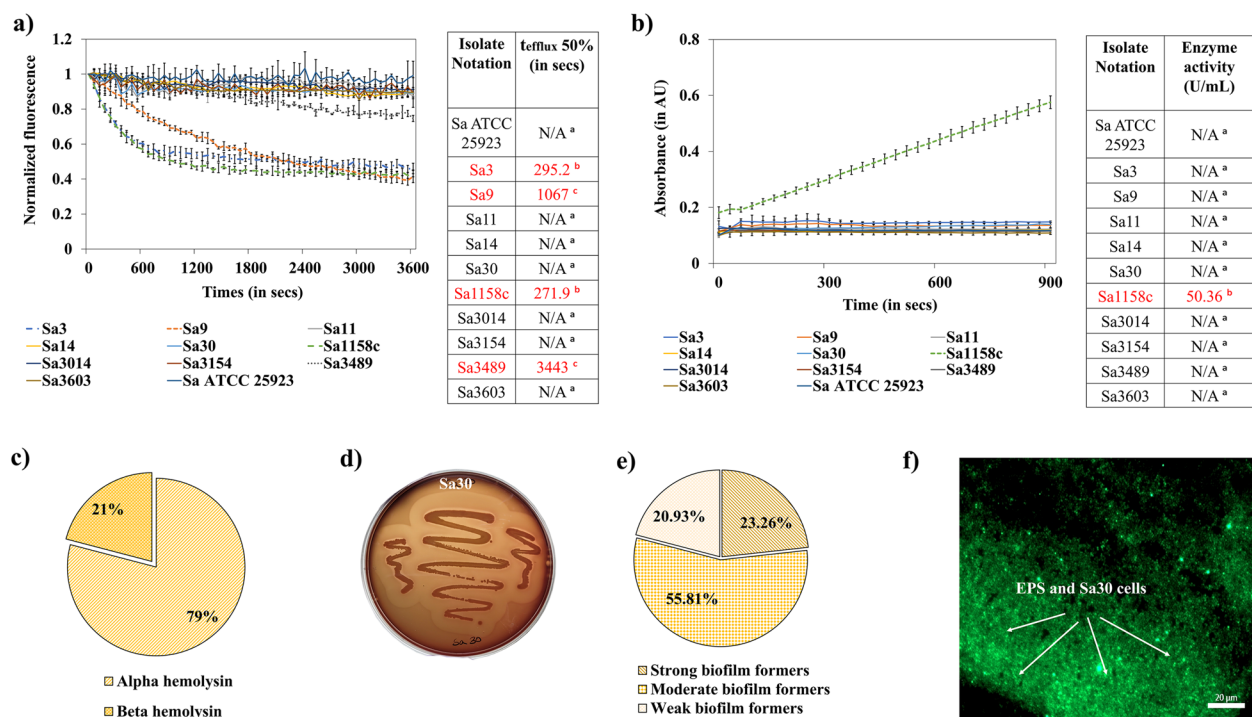 a)
1.2
1
0.8
0.6
0.4
0.2
0
Normalized fluorescence
0 600 1200 1800 2400 3000 3600
Times (in secs)
Sa3 Sa9 Sa11
Sa14 Sa30 Sa1158c
Sa3014 Sa3154 Sa3489
Sa3603 Sa ATCC 25923
Isolate Notation tefflux 50% (in secs)
Sa ATCC 25923 N/A ᵃ
Sa3 295.2 ᵇ
Sa9 1067 ᶜ
Sa11 N/A ᵃ
Sa14 N/A ᵃ
Sa30 N/A ᵃ
Sa1158c 271.9 ᵇ
Sa3014 N/A ᵃ
Sa3154 N/A ᵃ
Sa3489 3443 ᶜ
Sa3603 N/A ᵃ
b)
0.8
0.6
0.4
0.2
0
Absorbance (in AU)
0 300 600 900
Time (in secs)
Sa3 Sa9 Sa11
Sa14 Sa30 Sa1158c
Sa3014 Sa3154 Sa3489
Sa3603 Sa ATCC 25923
Isolate Notation Enzyme activity (U/mL)
Sa ATCC 25923 N/A ᵃ
Sa3 N/A ᵃ
Sa9 N/A ᵃ
Sa11 N/A ᵃ
Sa14 N/A ᵃ
Sa30 N/A ᵃ
Sa1158c 50.36 ᵇ
Sa3014 N/A ᵃ
Sa3154 N/A ᵃ
Sa3489 N/A ᵃ
Sa3603 N/A ᵃ
c)
21%
79%
Alpha hemolysin
Beta hemolysin
d)
Sa30
Sa 30
e)
20.93%
23.26%
55.81%
Strong biofilm formers
Moderate biofilm formers
Weak biofilm formers
f)
EPS and Sa30 cells
20 µm